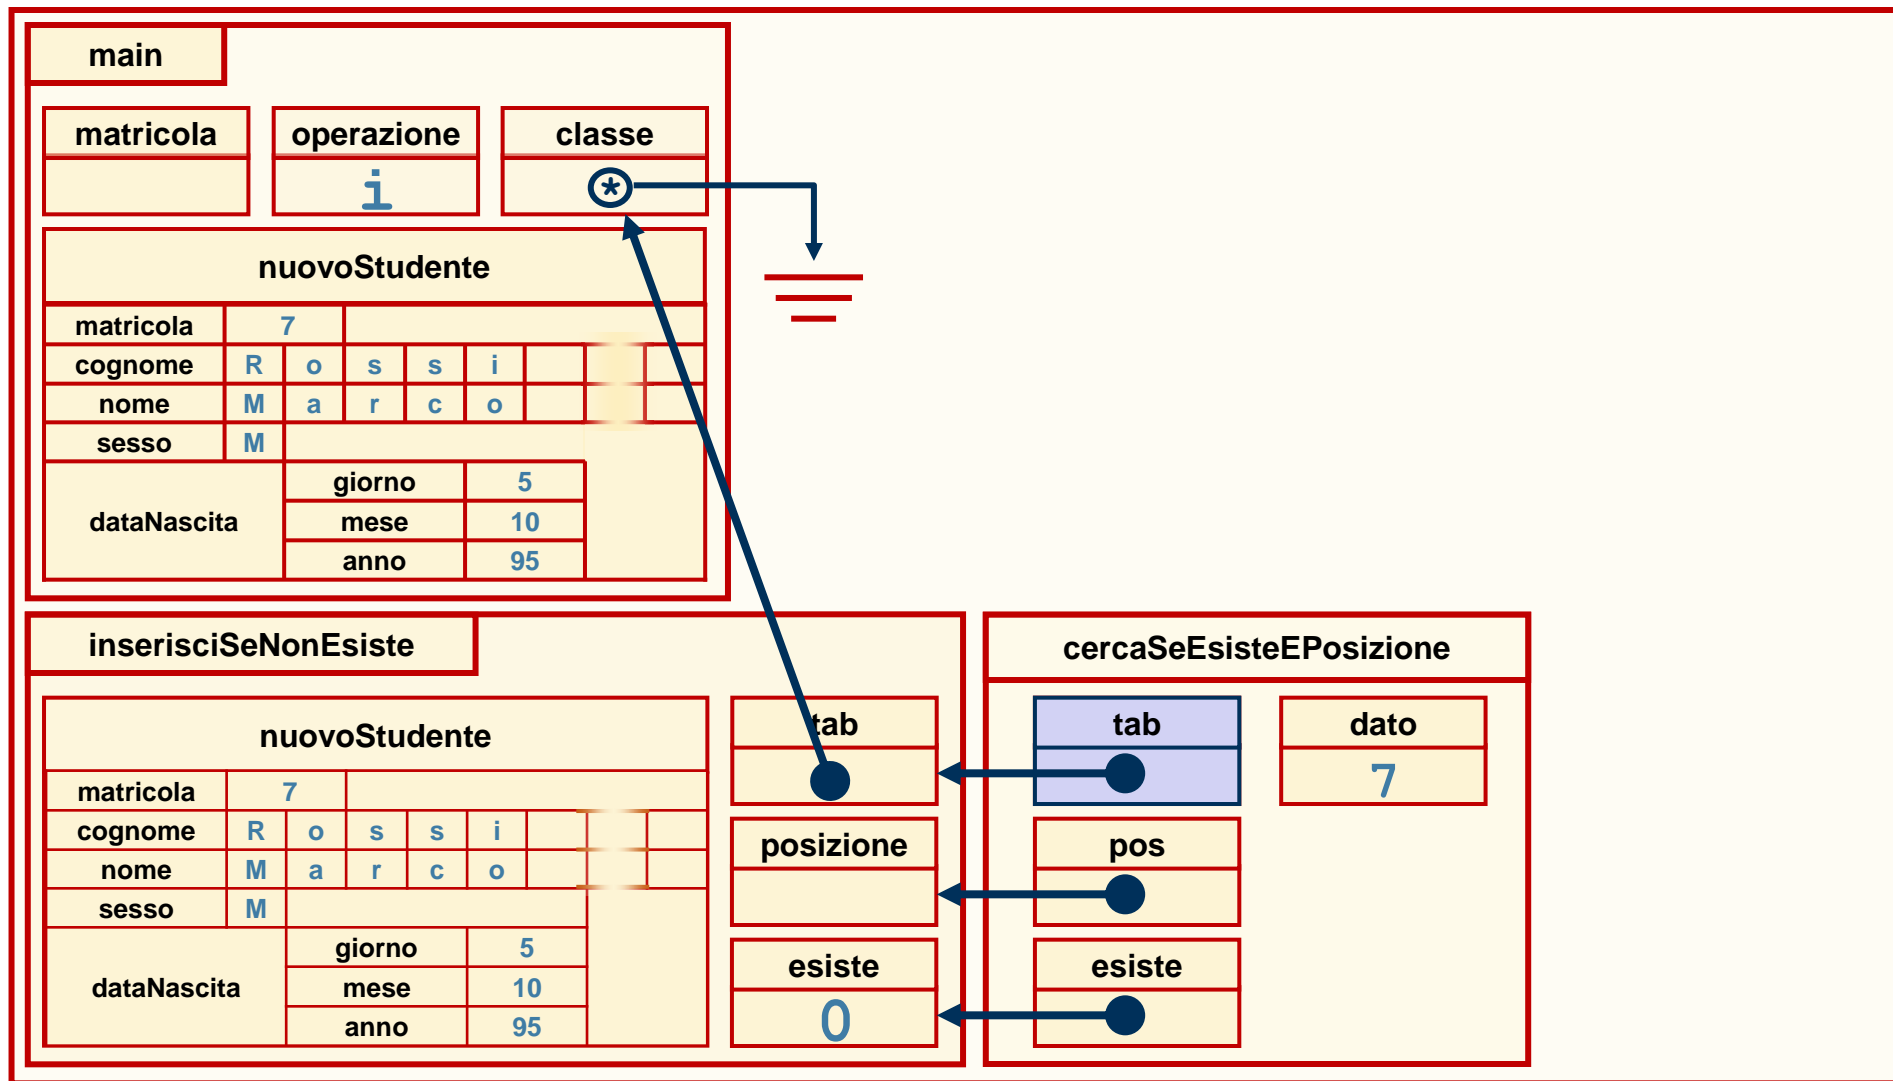 main
matricola operazione classe
i *
nuovoStudente
matricola 7
cognome R o s s i
nome M a r c o
sesso M
dataNascita
giorno 5
mese 10
anno 95
inserisciSeNonEsiste
nuovoStudente
matricola 7
cognome R o s s i
nome M a r c o
sesso M
dataNascita
giorno 5
mese 10
anno 95
tab
posizione
esiste
0
cercaSeEsisteEPosizione
tab dato
7
pos
esiste